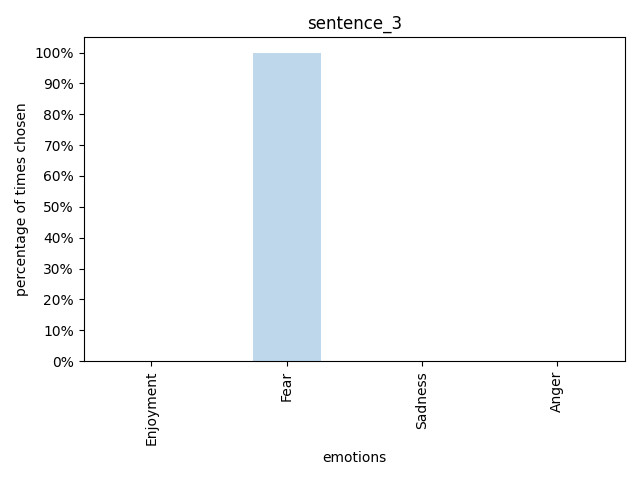 sentence_3
percentage of times chosen
100%
90%
80%
70%
60%
50%
40%
30%
20%
10%
0%
Enjoyment
Fear
Sadness
Anger
emotions